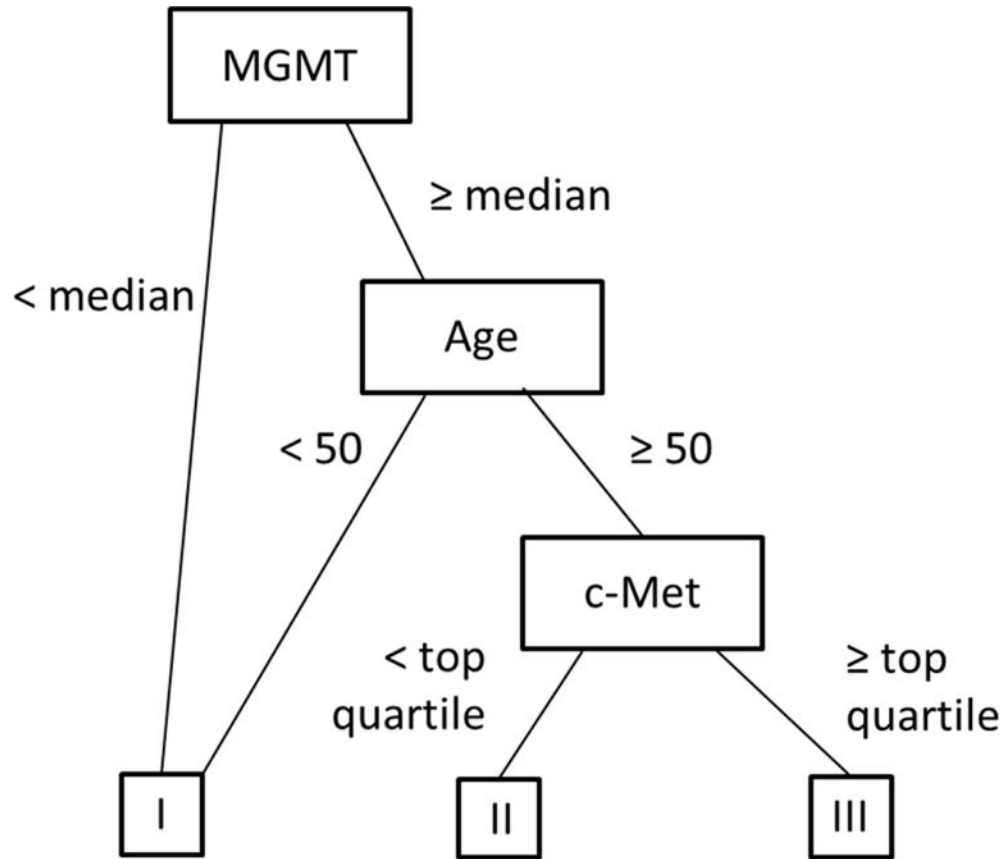 MGMT
≥ median
< median
Age
< 50
≥ 50
c-Met
< top
quartile
≥ top
quartile
I
II
III